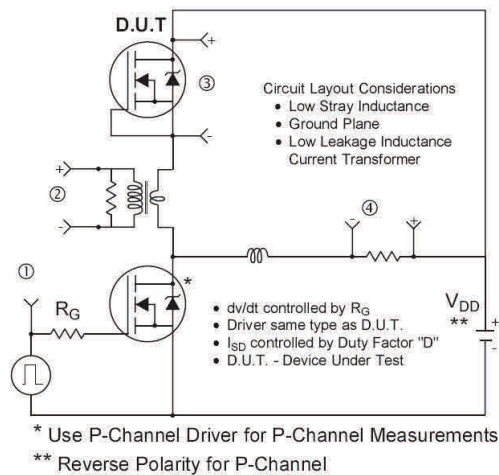 D.U.T
+
③
-
Circuit Layout Considerations
• Low Stray Inductance
• Ground Plane
• Low Leakage Inductance
Current Transformer
+
②
-
④
- +
①
R_G
*
• dv/dt controlled by R_G
• Driver same type as D.U.T.
• I_SD controlled by Duty Factor "D"
• D.U.T. - Device Under Test
V_DD
**
+
-
* Use P-Channel Driver for P-Channel Measurements
** Reverse Polarity for P-Channel